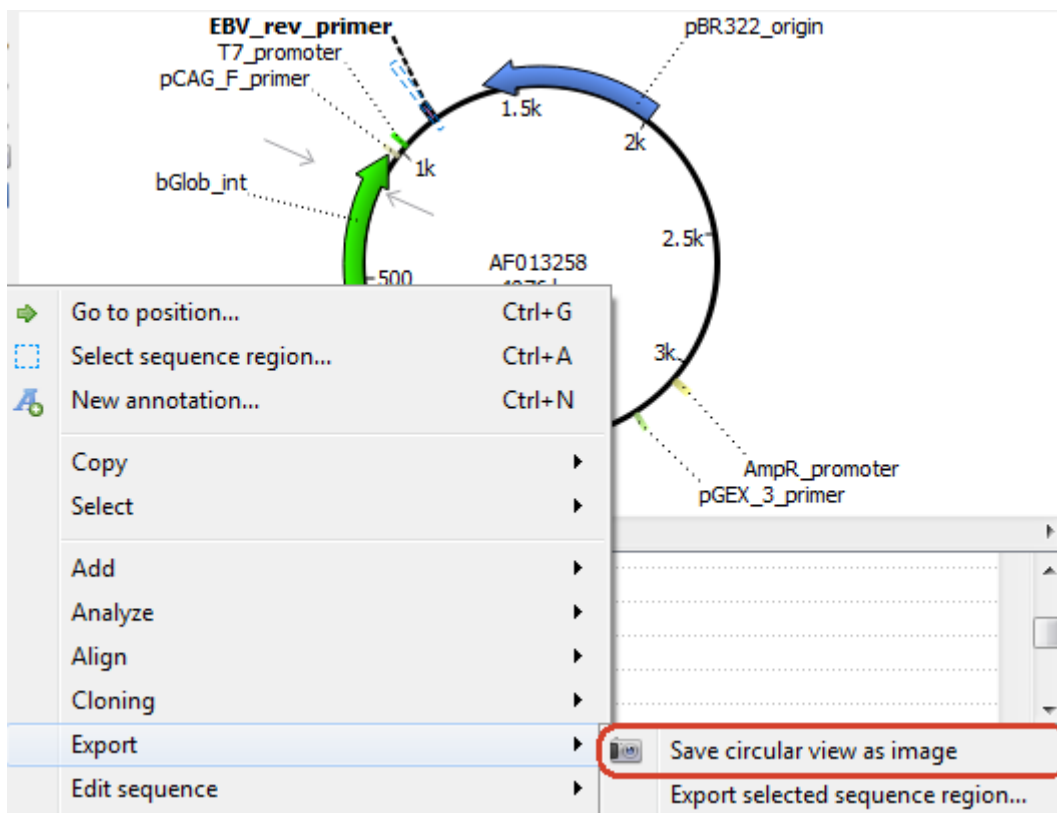 EBV_rev_primer
pBR322_origin
T7_promoter
pCAG_F_primer
1.5k
2k
1k
bGlob_int
2.5k
AF013258
500
3k
AmpR_promoter
pGEX_3_primer
Go to position... Ctrl+G
Select sequence region... Ctrl+A
New annotation... Ctrl+N
Copy
Select
Add
Analyze
Align
Cloning
Export
Save circular view as image
Edit sequence
Export selected sequence region...